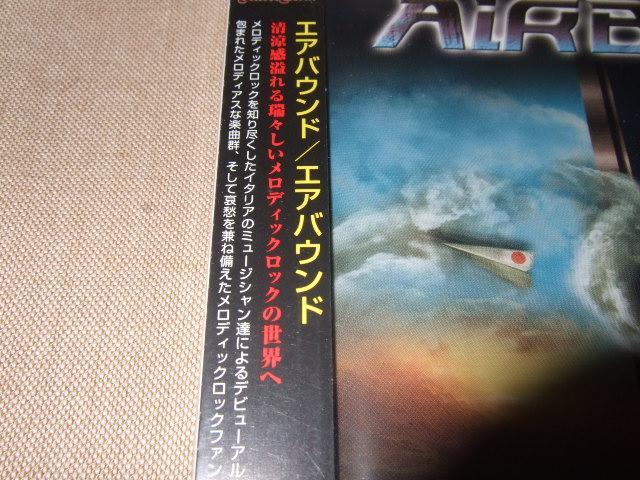 エアバウンド／エアバウンド
清涼感溢れる瑞々しいメロディックロックの世界へ
メロディックロックを知り尽くしたイタリアのミュージシャン達によるデビューアル
包まれたメロディアスな楽曲群、そして哀愁を兼ね備えたメロディックロックファン
AIRB